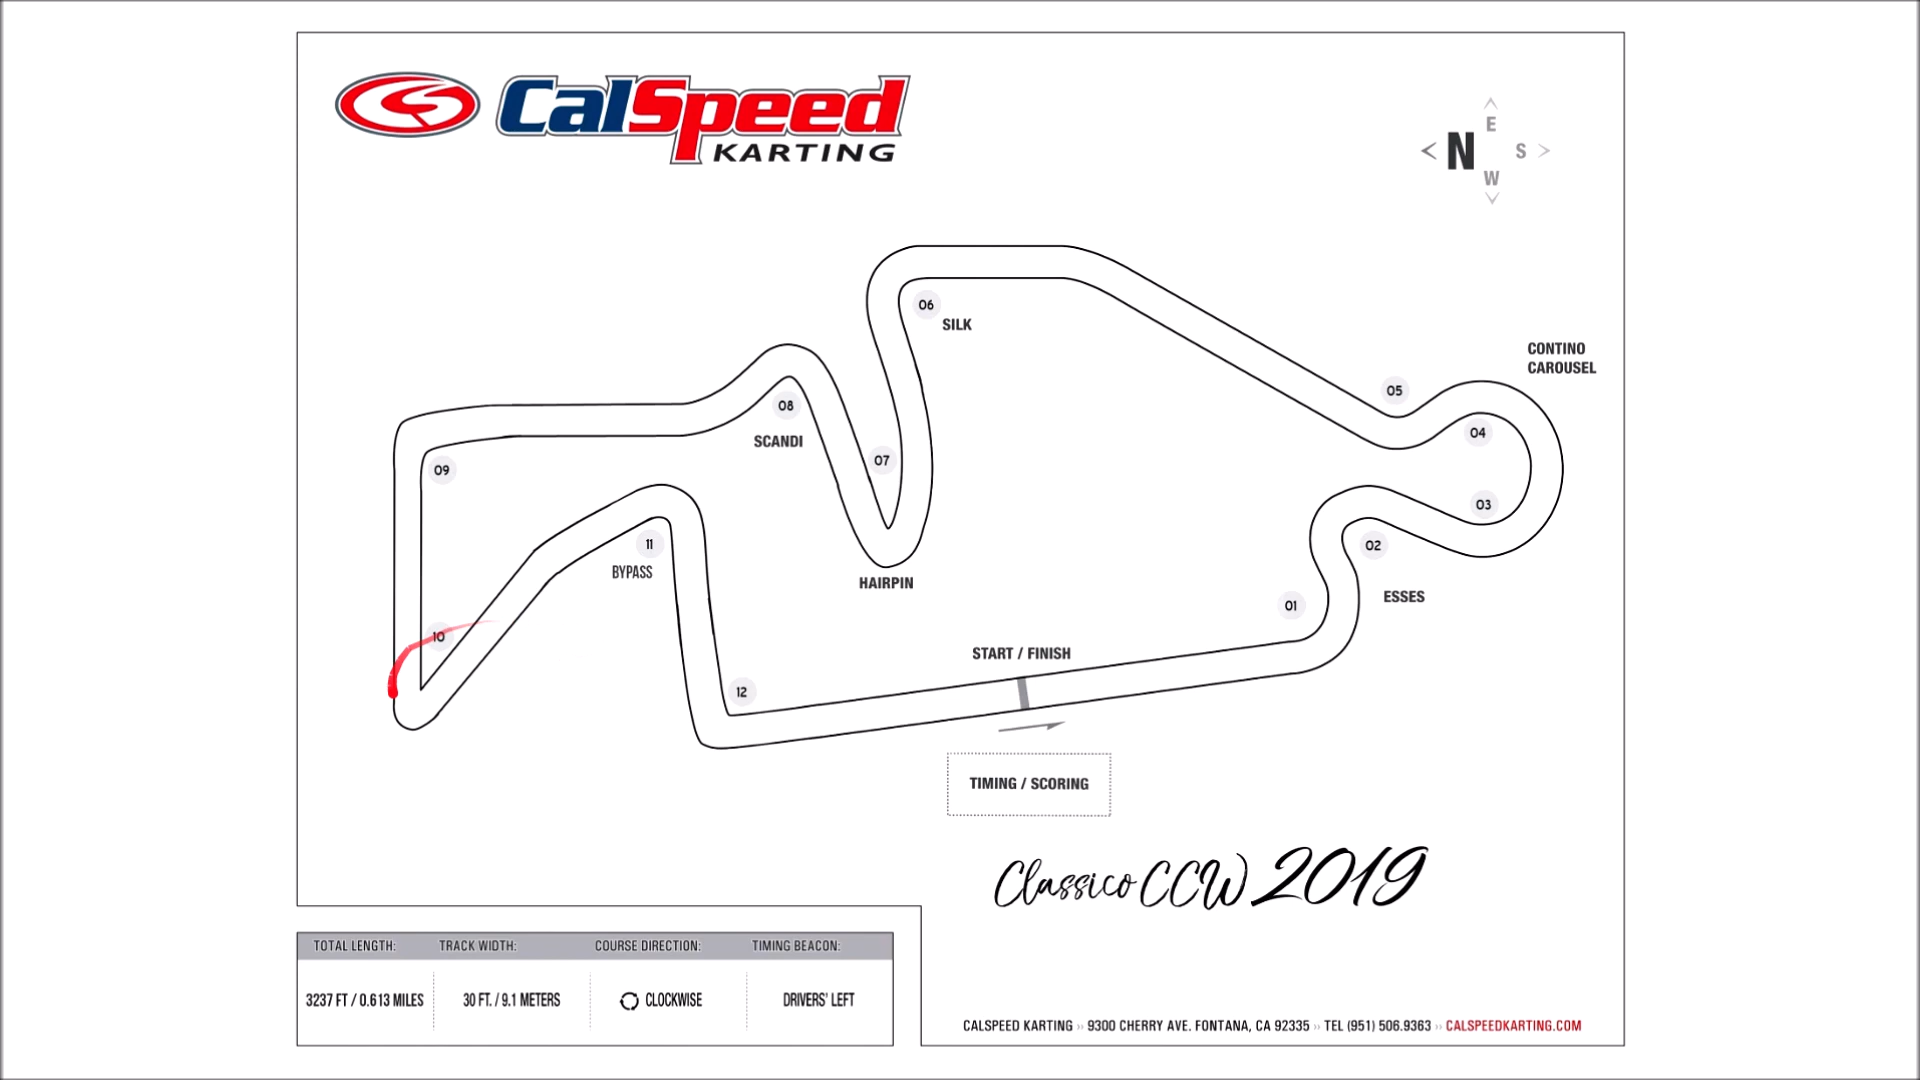 CalSpeed
KARTING
E
< N S >
W
06
SILK
CONTINO
CAROUSEL
05
08
04
SCANDI
07
09
03
11
02
BYPASS
HAIRPIN
ESSES
01
10
START / FINISH
12
TIMING / SCORING
Classico CCW 2019
TOTAL LENGTH: TRACK WIDTH: COURSE DIRECTION: TIMING BEACON:
3237 FT / 0.613 MILES 30 FT. / 9.1 METERS CLOCKWISE DRIVERS' LEFT
CALSPEED KARTING ›› 9300 CHERRY AVE. FONTANA, CA 92335 ›› TEL (951) 506.9363 ›› CALSPEEDKARTING.COM